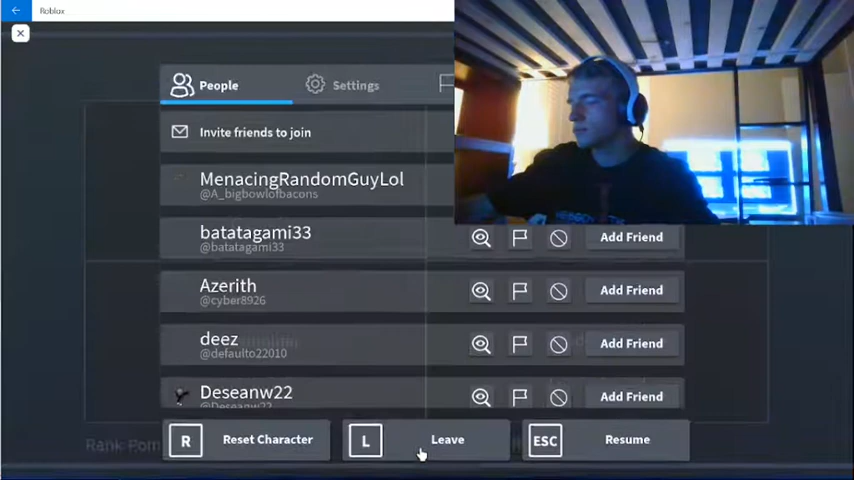 Roblox
People
Settings
Invite friends to join
MenacingRandomGuyLol
@A_bigbowlofbacons
batatagami33
@batatagami33
Add Friend
Azerith
@cyber8926
Add Friend
deez
@defaulto22010
Add Friend
Deseanw22
@Deseanw22
Add Friend
R Reset Character
L Leave
ESC Resume